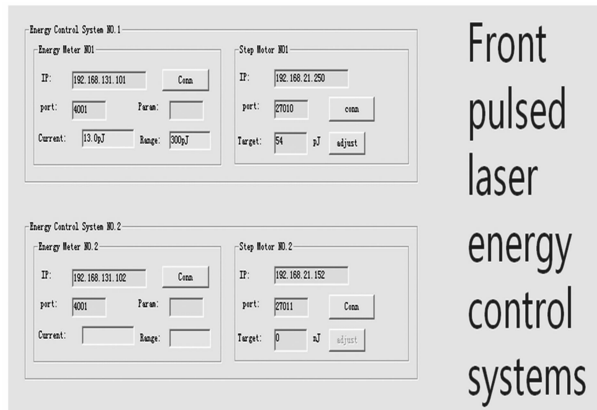 Energy Control System NO.1
Energy Meter NO1
IP: 192.168.131.101 Conn
port: 4001 Param:
Current: 13.0pJ Range: 300pJ
Step Motor NO1
IP: 192.168.21.250
port: 27010 conn
Target: 54 pJ adjust
Energy Control System NO.2
Energy Meter NO.2
IP: 192.168.131.102 Conn
port: 4001 Param:
Current: Range:
Step Motor NO.2
IP: 192.168.21.152
port: 27011 Conn
Target: 0 nJ adjust
Front
pulsed
laser
energy
control
systems